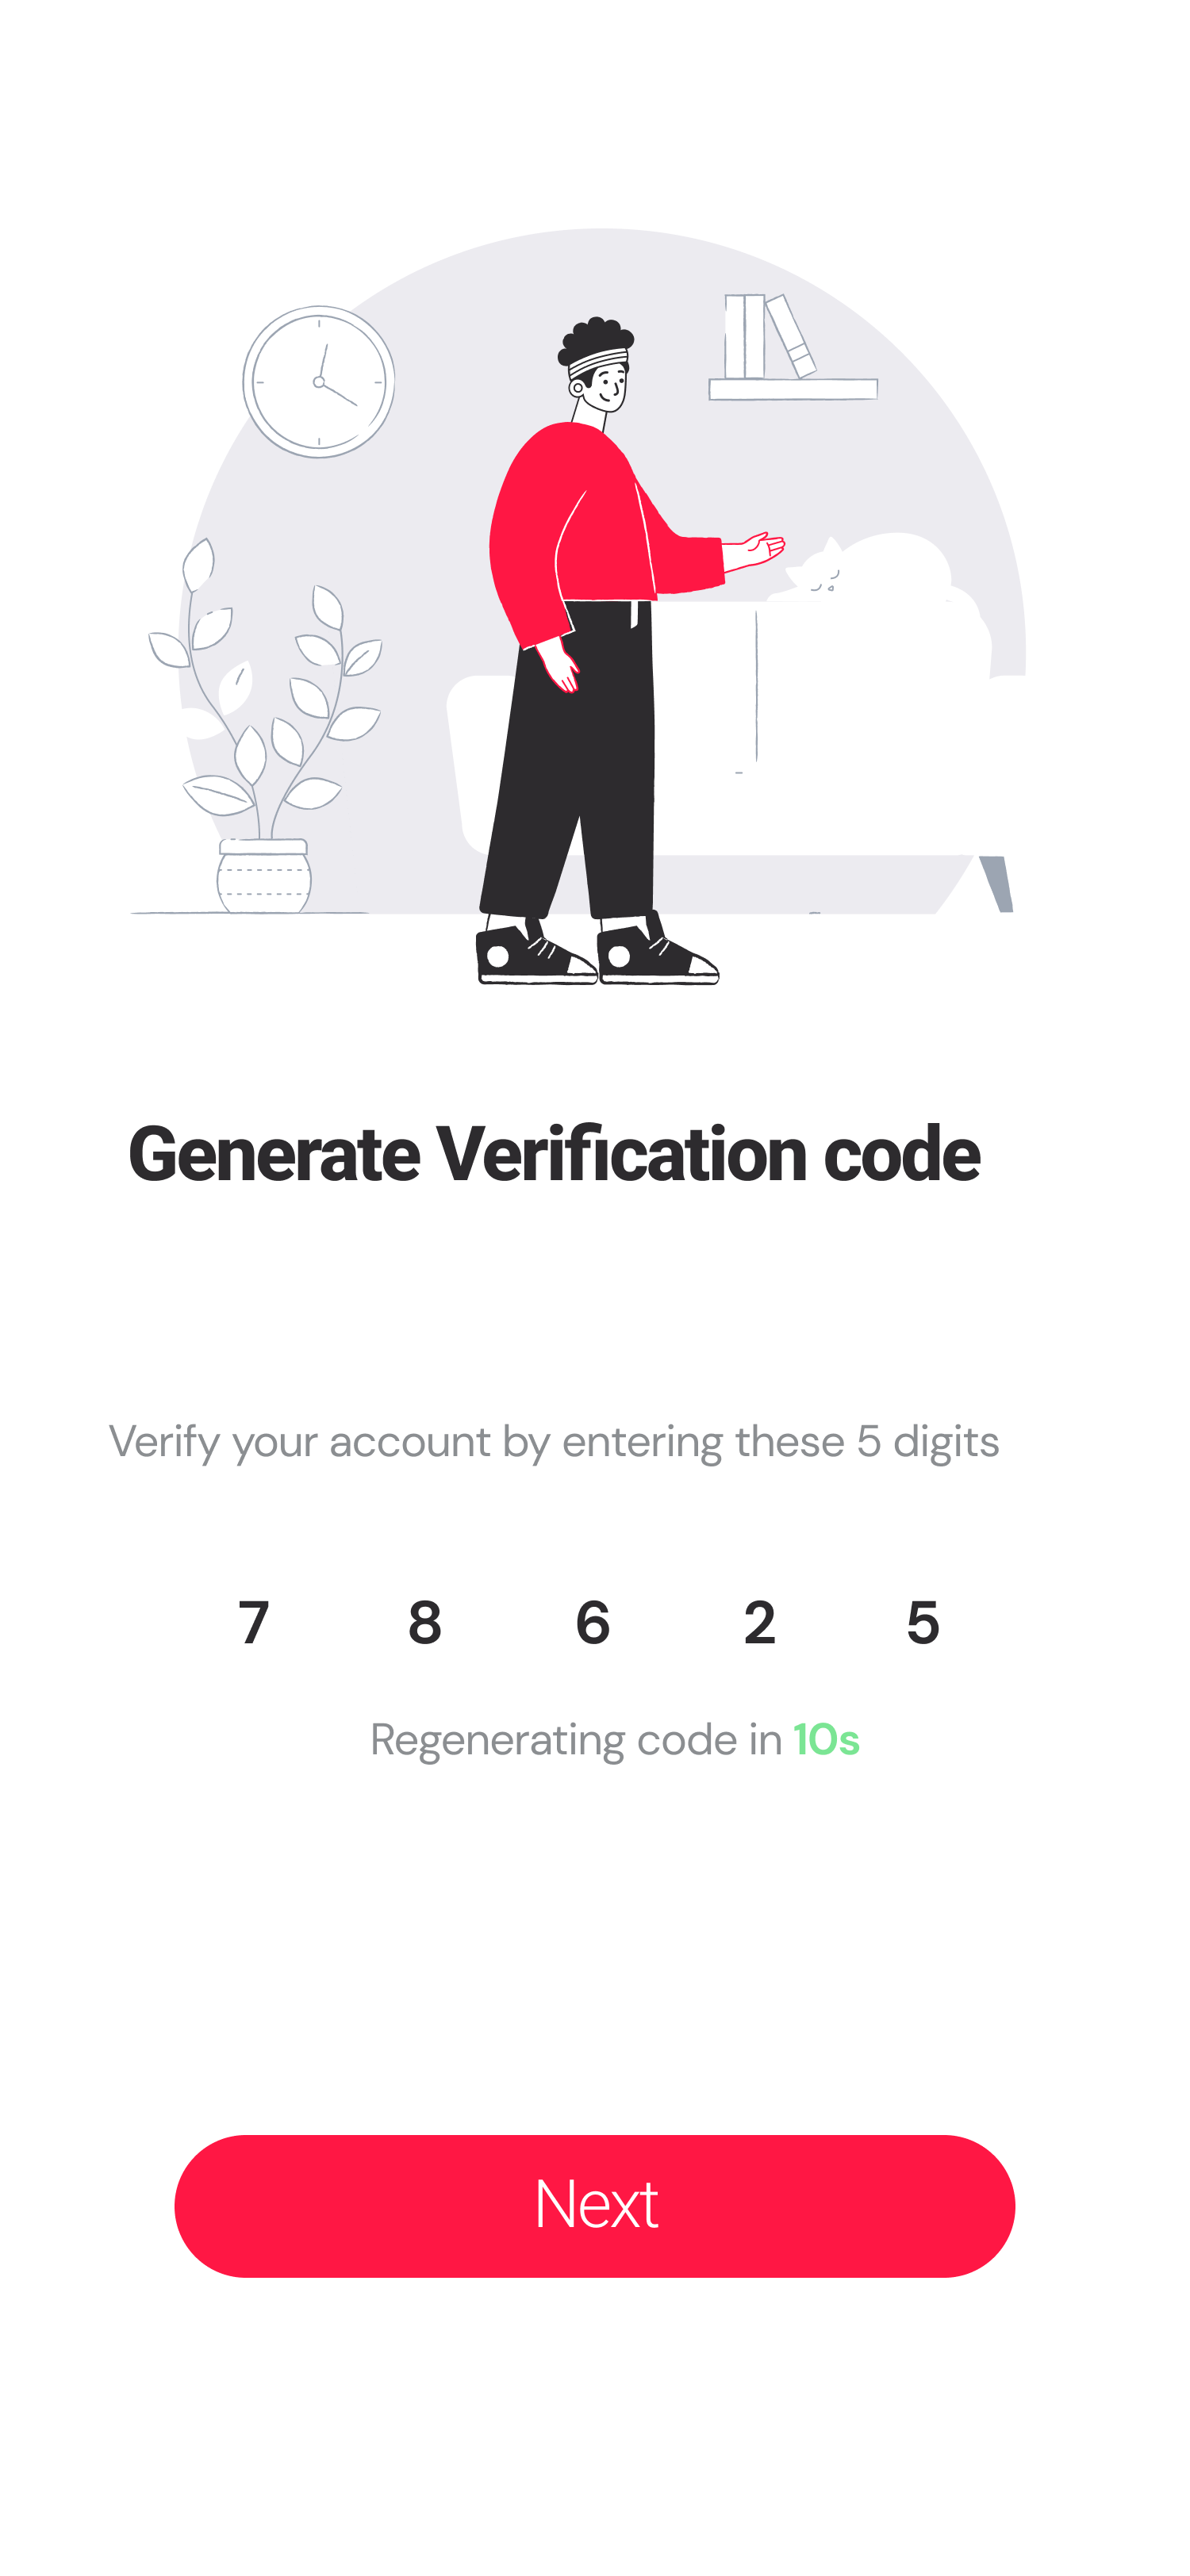 Generate Verification code
Verify your account by entering these 5 digits
7 8 6 2 5
Regenerating code in 10s
Next